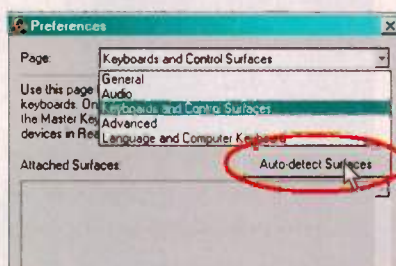 Preferences
Page: Keyboards and Control Surfaces
General
Audio
Keyboards and Control Surfaces
Advanced
Language and Computer Keyboard
Use this page
keyboards. On
the Master Key
devices in Rea
Attached Surfaces: Auto-detect Surfaces